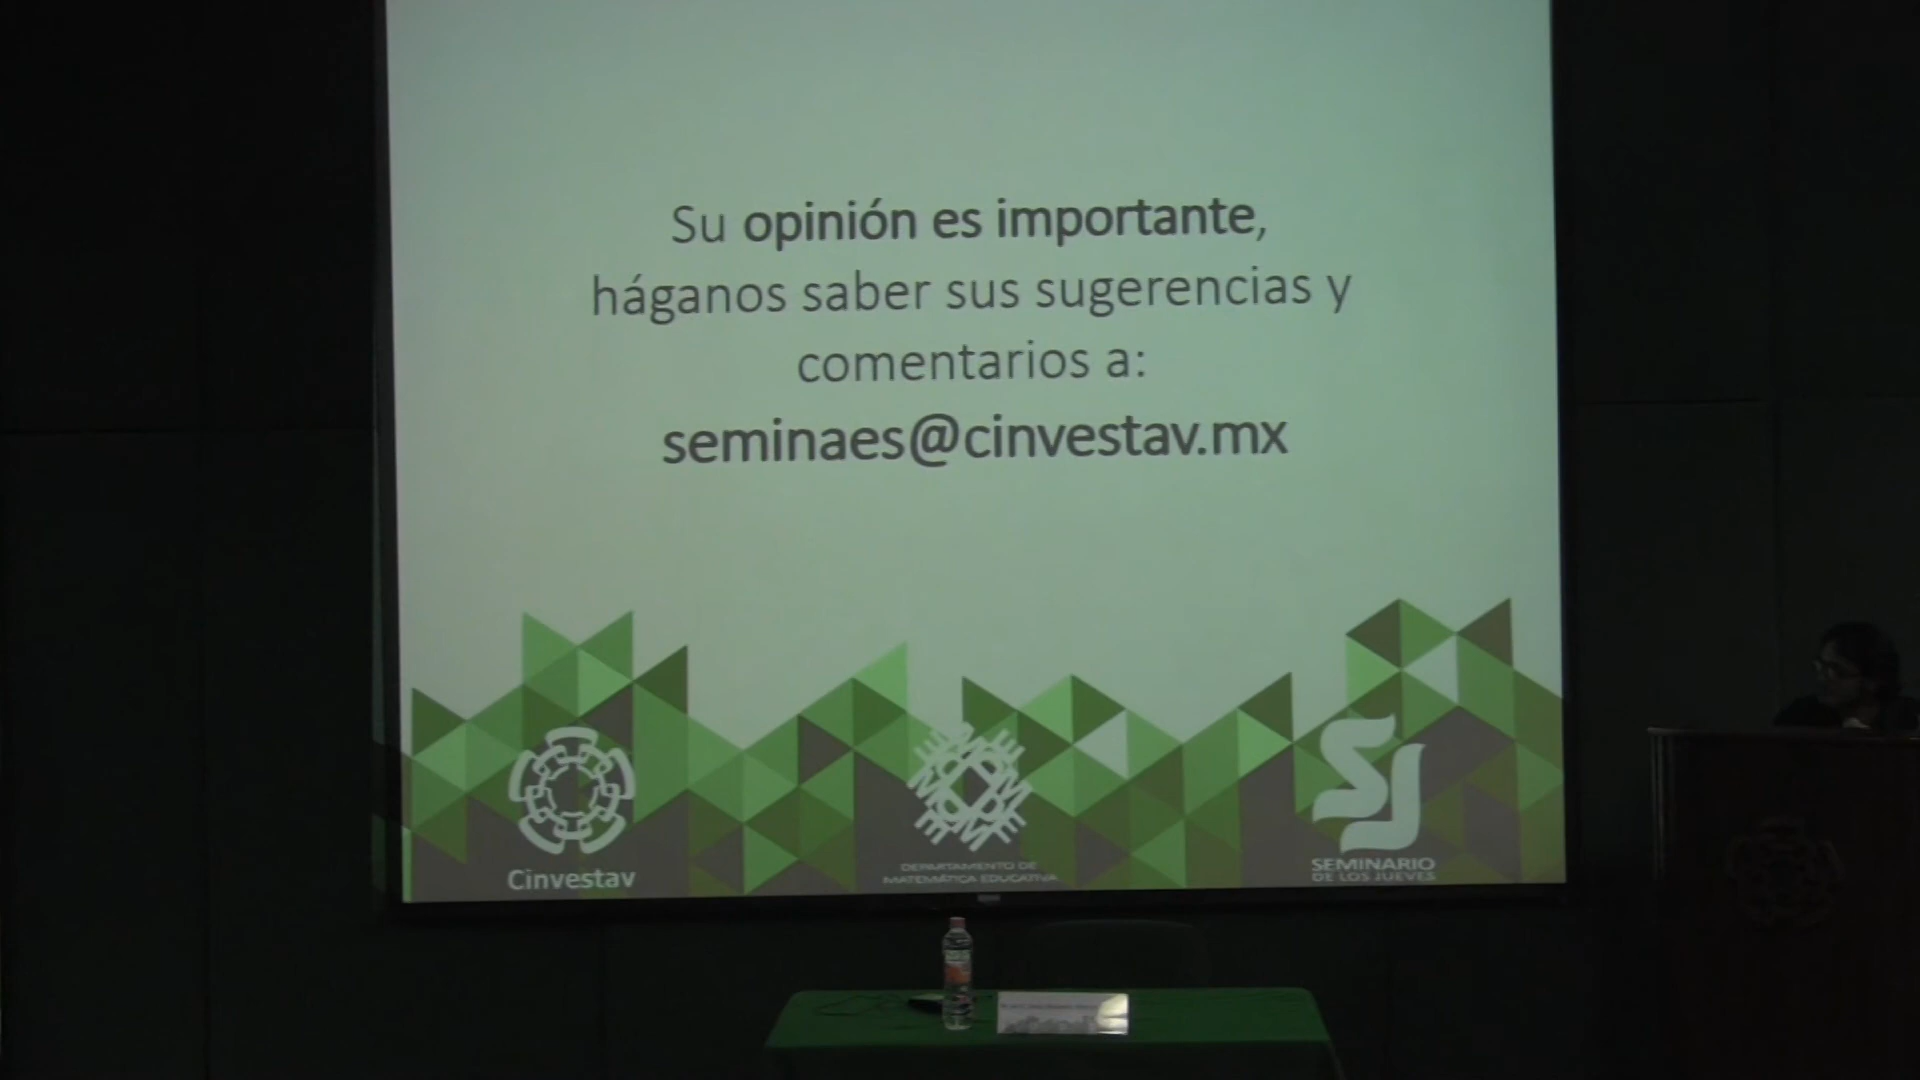 Su opinión es importante,
háganos saber sus sugerencias y
comentarios a:
seminaes@cinvestav.mx
Cinvestav
DEPARTAMENTO DE
MATEMÁTICA EDUCATIVA
SEMINARIO
DE LOS JUEVES